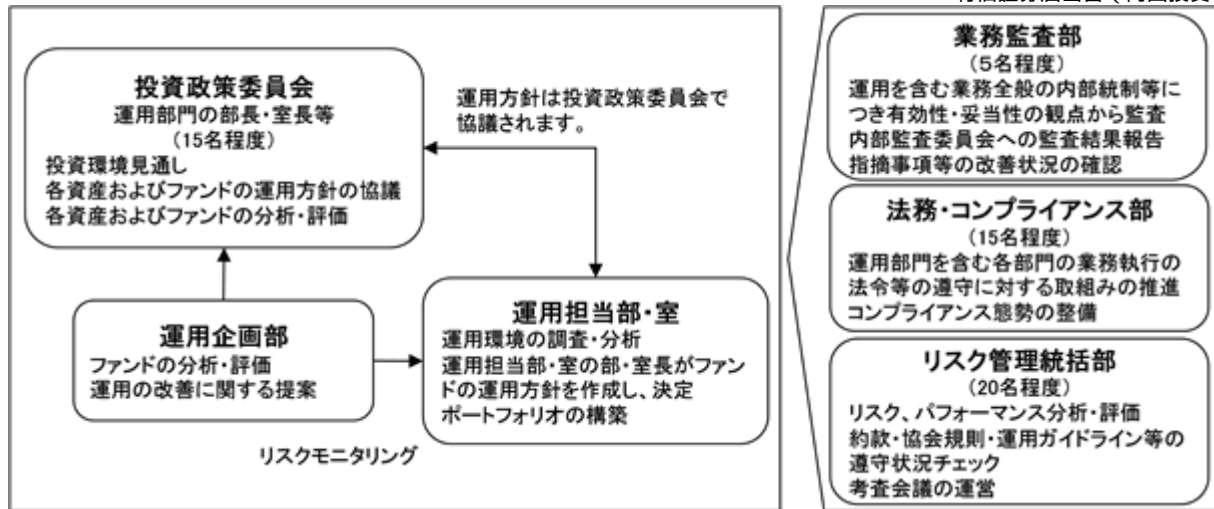 投資政策委員会
運用部門の部長・室長等
(15名程度)
投資環境見通し
各資産およびファンドの運用方針の協議
各資産およびファンドの分析・評価
運用方針は投資政策委員会で
協議されます。
運用企画部
ファンドの分析・評価
運用の改善に関する提案
運用担当部・室
運用環境の調査・分析
運用担当部・室の部・室長がファン
ドの運用方針を作成し、決定
ポートフォリオの構築
リスクモニタリング
業務監査部
(5名程度)
運用を含む業務全般の内部統制等に
つき有効性・妥当性の観点から監査
内部監査委員会への監査結果報告
指摘事項等の改善状況の確認
法務・コンプライアンス部
(15名程度)
運用部門を含む各部門の業務執行の
法令等の遵守に対する取組みの推進
コンプライアンス態勢の整備
リスク管理統括部
(20名程度)
リスク、パフォーマンス分析・評価
約款・協会規則・運用ガイドライン等の
遵守状況チェック
考査会議の運営